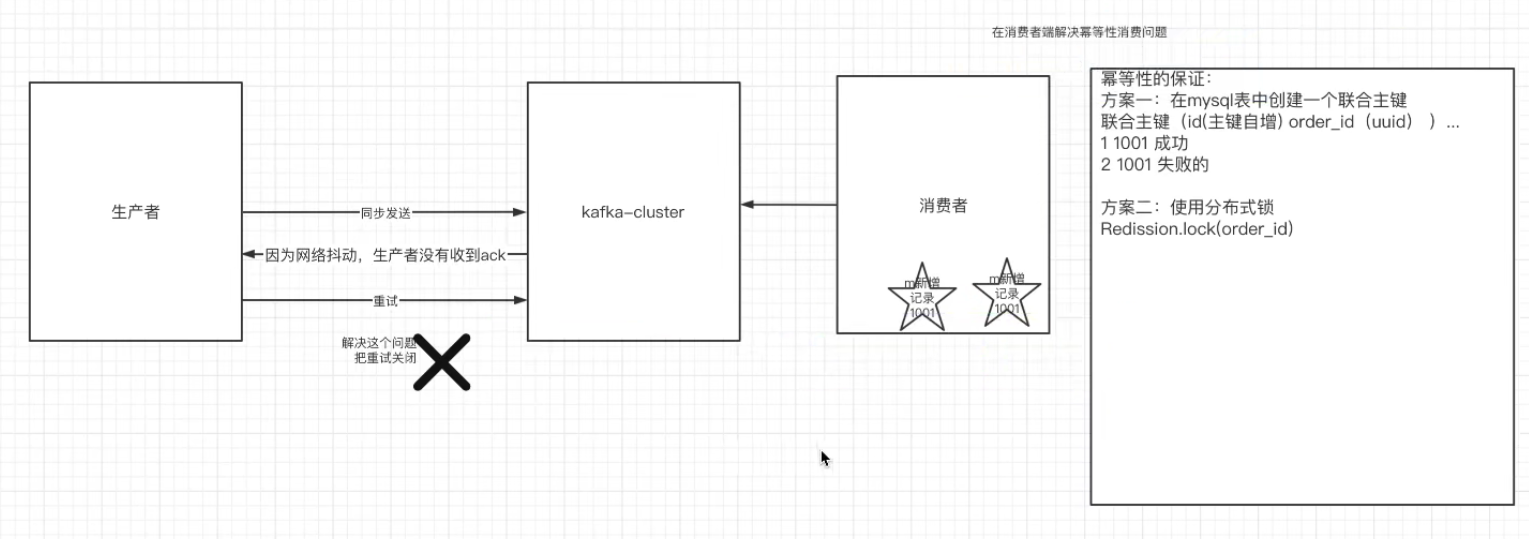 在消费者端解决幂等性消费问题
生产者
同步发送
因为网络抖动，生产者没有收到ack
重试
解决这个问题
把重试关闭
kafka-cluster
消费者
m新增
记录
1001
m新增
记录
1001
幂等性的保证：
方案一：在mysql表中创建一个联合主键
联合主键（id(主键自增) order_id（uuid） ）...
1 1001 成功
2 1001 失败的
方案二：使用分布式锁
Redission.lock(order_id)